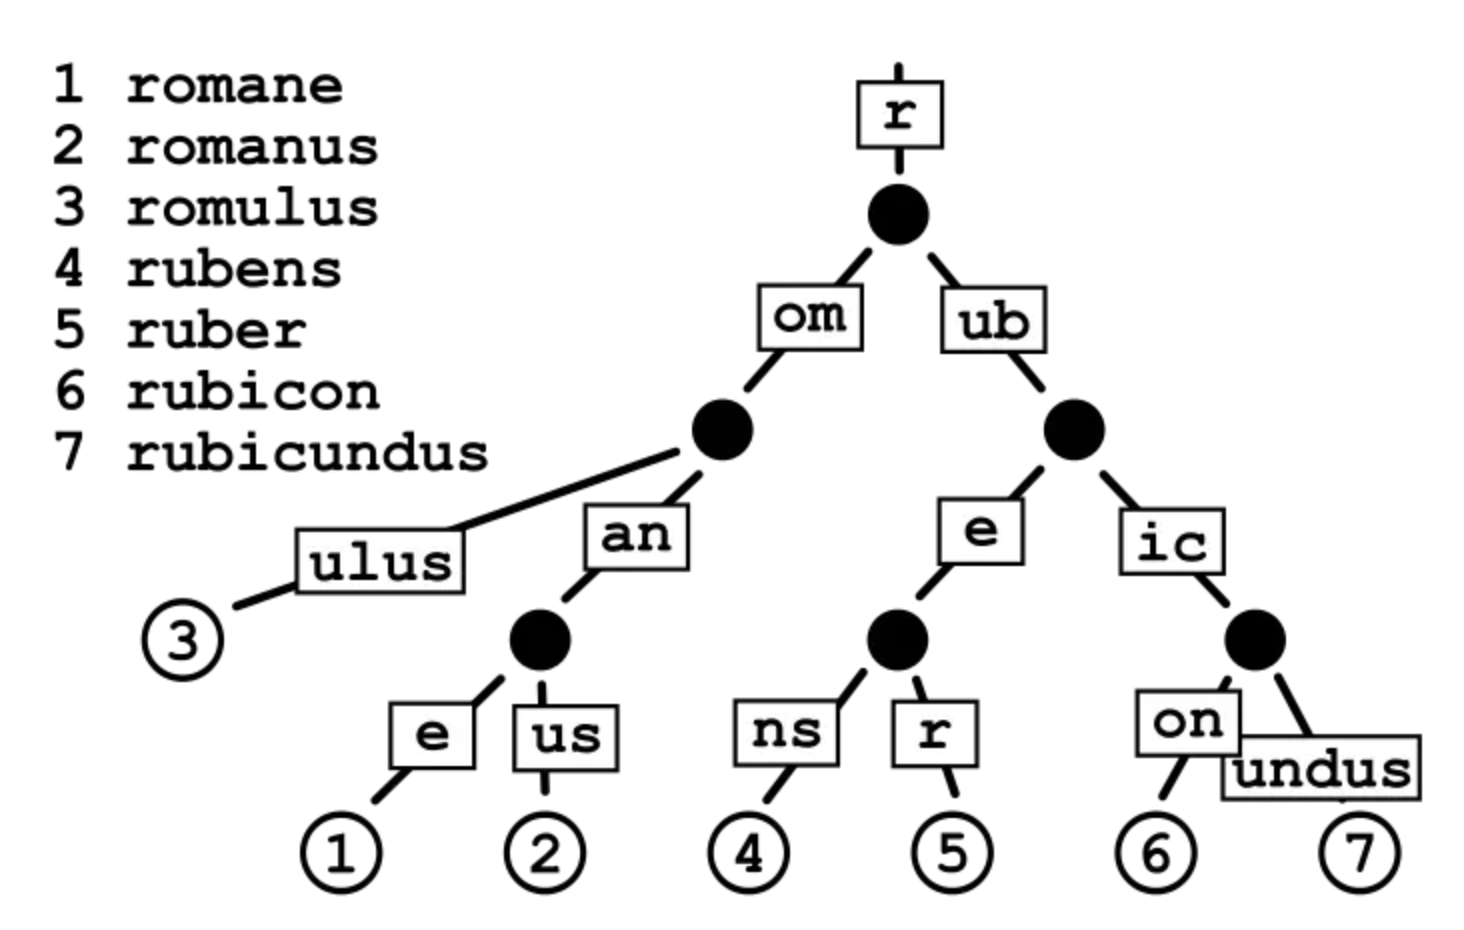 1 romane
2 romanus
3 romulus
4 rubens
5 ruber
6 rubicon
7 rubicundus
r
om
ub
ulus
an
e
ic
3
e
us
ns
r
on
undus
1
2
4
5
6
7